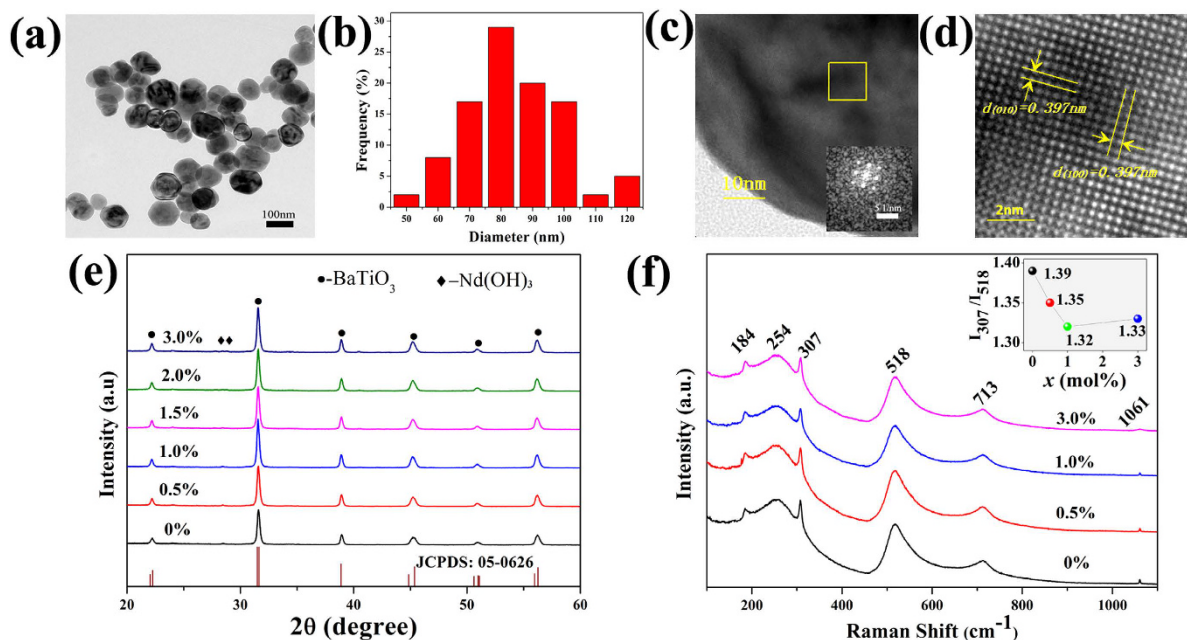 (a)
100nm
(b)
Frequency (%)
30
25
20
15
10
5
0
50 60 70 80 90 100 110 120
Diameter (nm)
(c)
10nm
5 1/nm
(d)
d(010)=0.397nm
d(100)=0.397nm
2nm
(e)
●-BaTiO₃ ♦–Nd(OH)₃
3.0%
2.0%
1.5%
1.0%
0.5%
0%
JCPDS: 05-0626
Intensity (a.u)
20 30 40 50 60
2θ (degree)
(f)
I307/I518
1.40
1.35
1.30
1.39
1.35
1.32
1.33
0 1 2 3
x (mol%)
184 254 307 518 713 1061
3.0%
1.0%
0.5%
0%
Intensity (a.u.)
200 400 600 800 1000
Raman Shift (cm⁻¹)